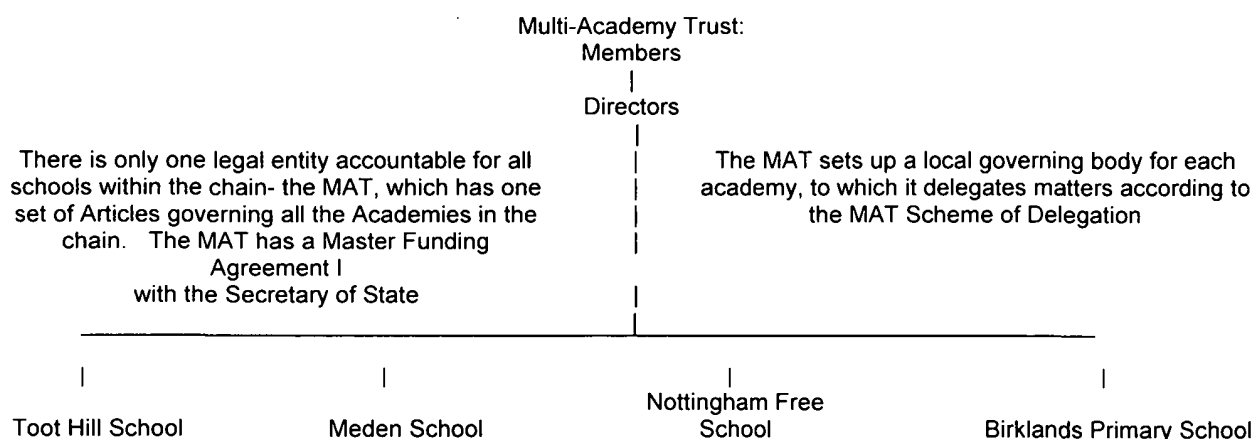 Multi-Academy Trust:
Members
Directors
There is only one legal entity accountable for all
schools within the chain- the MAT, which has one
set of Articles governing all the Academies in the
chain. The MAT has a Master Funding
Agreement I
with the Secretary of State
The MAT sets up a local governing body for each
academy, to which it delegates matters according to
the MAT Scheme of Delegation
Toot Hill School
Meden School
Nottingham Free
School
Birklands Primary School